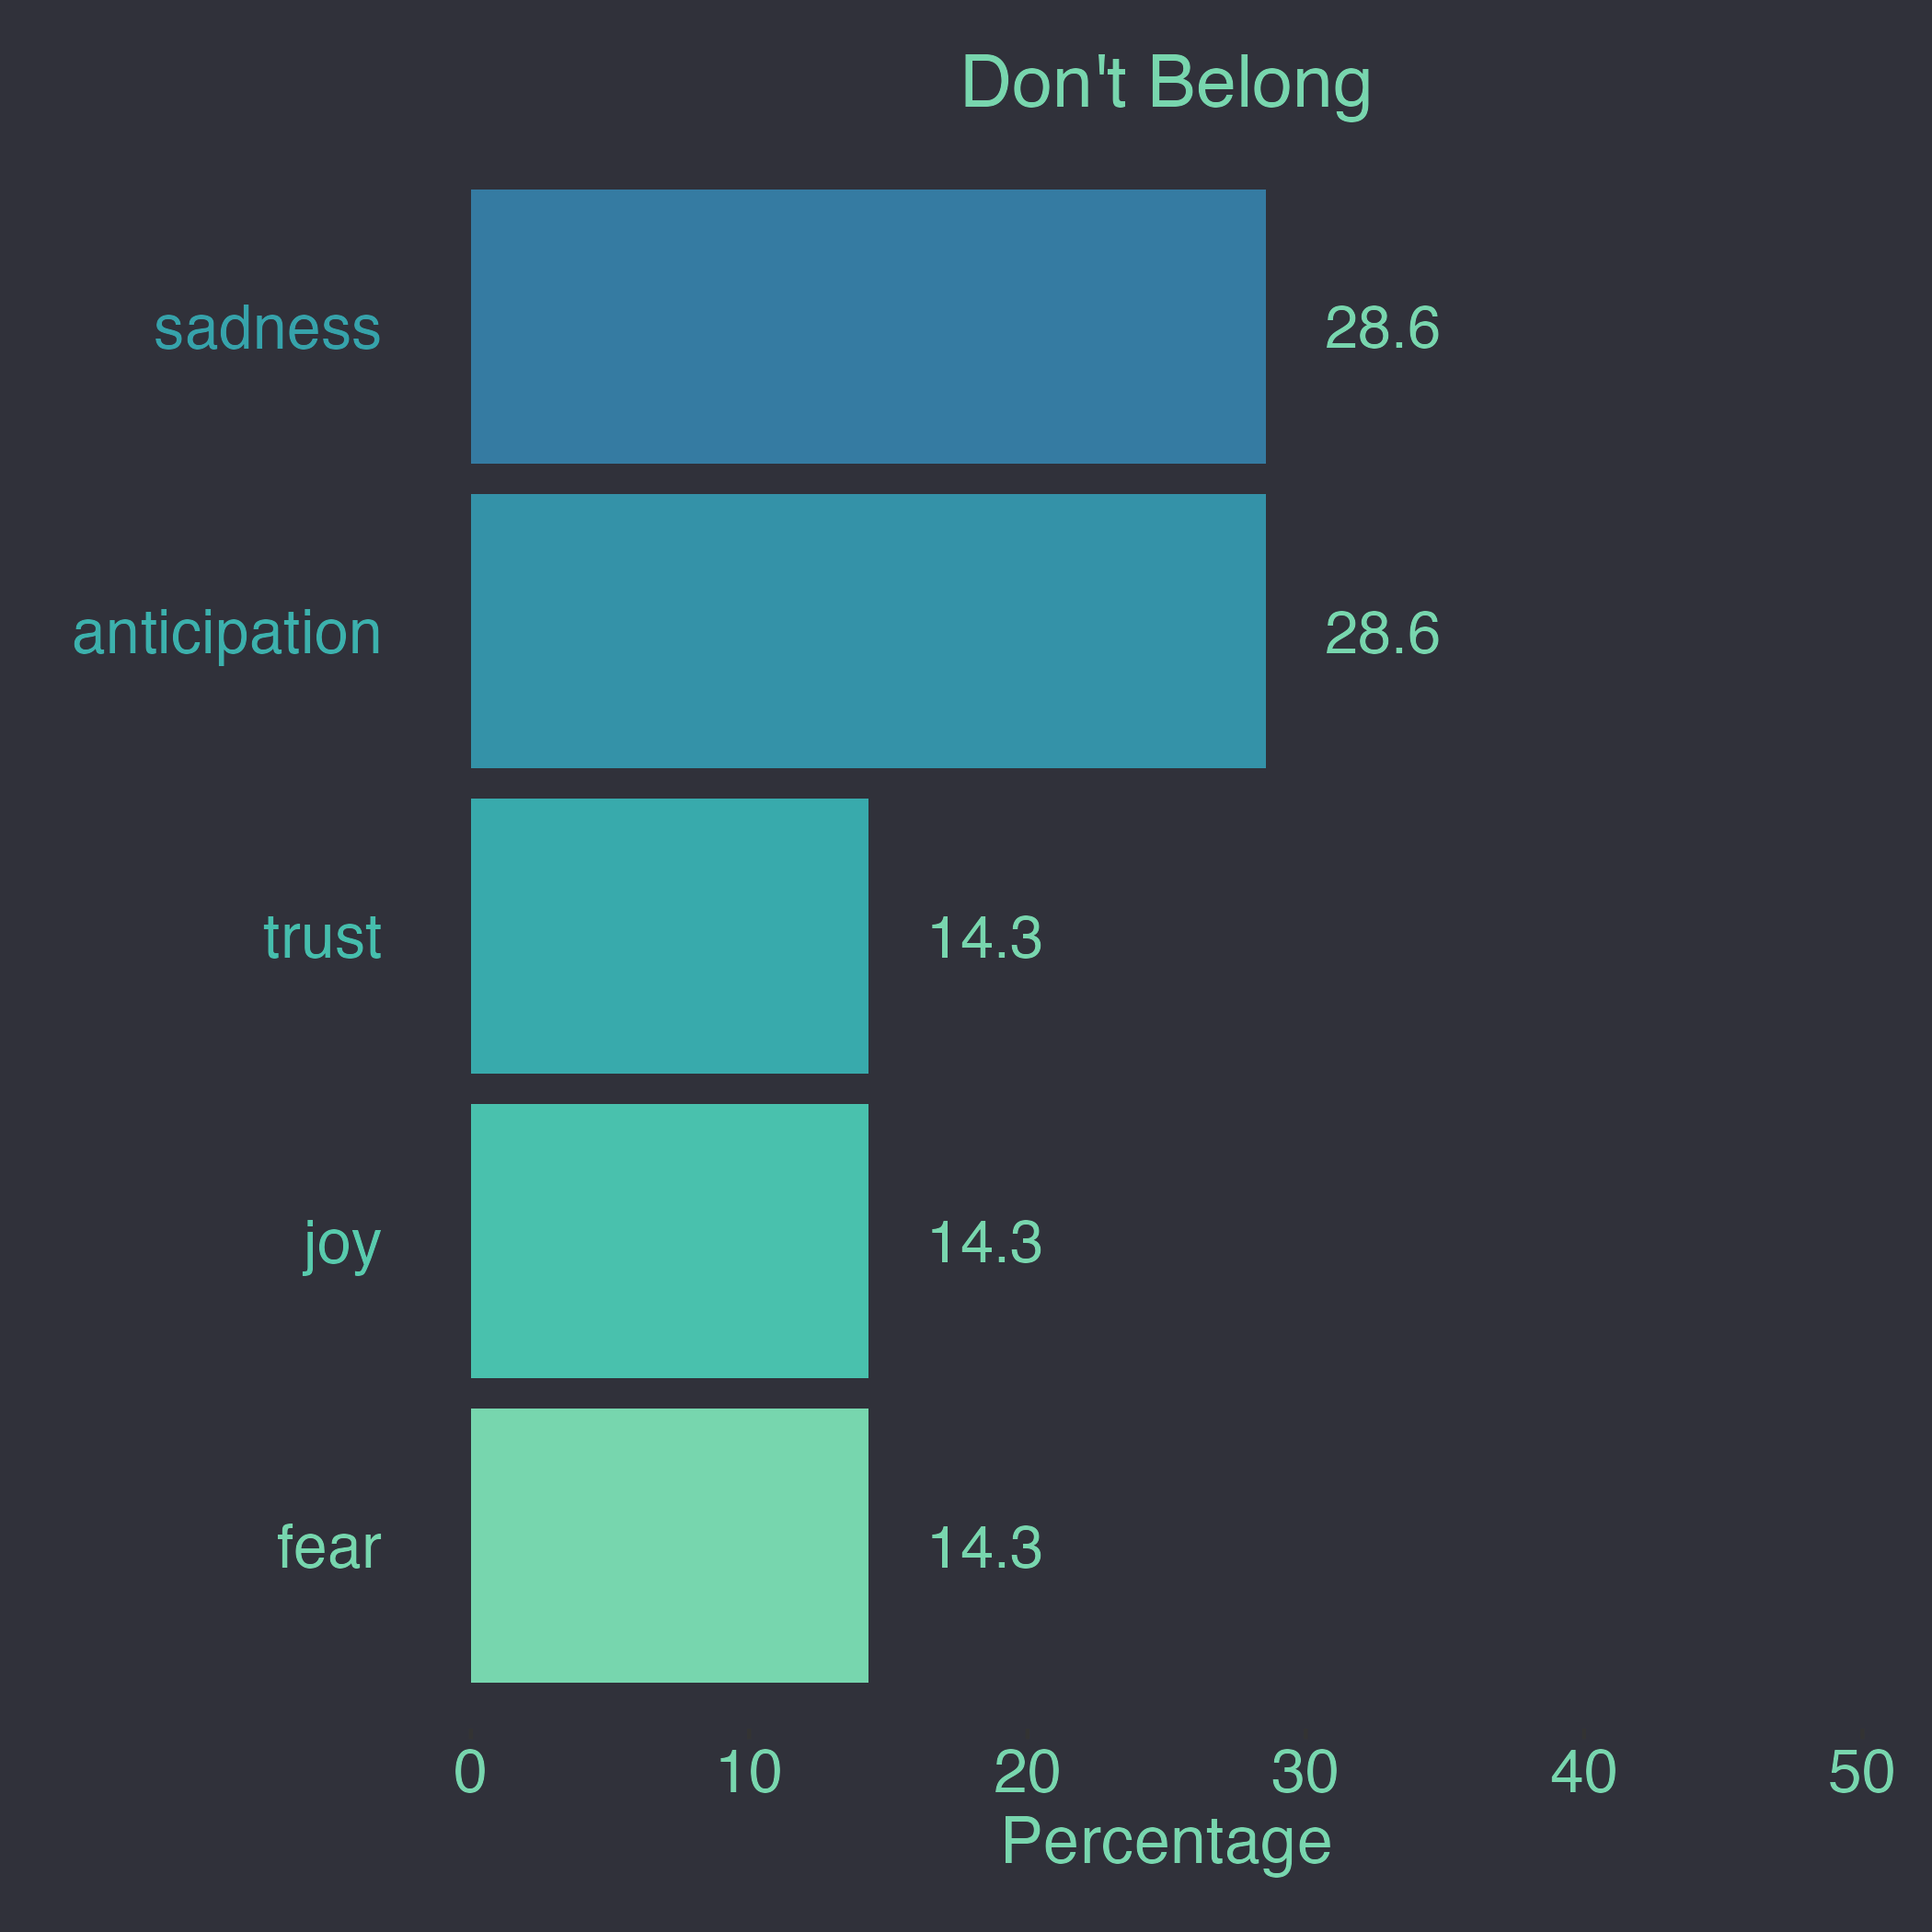 Don't Belong
sadness 28.6
anticipation 28.6
trust 14.3
joy 14.3
fear 14.3
0 10 20 30 40 50
Percentage